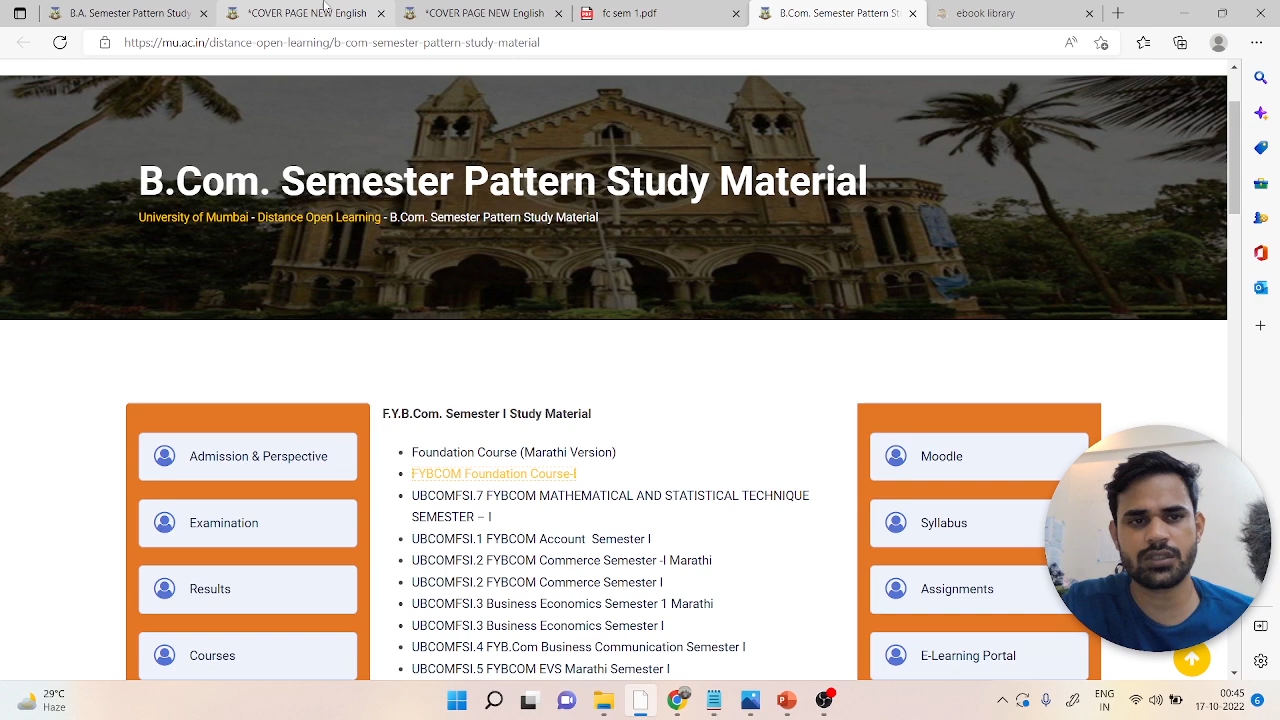 B.A. Semester Pattern Study
*COVER PAGE NEW English
*COVER PAGE NEW English
PDF
fc sem 1.pdf
B.Com. Semester Pattern St
ebook library
https://mu.ac.in/distance-open-learning/b-com-semester-pattern-study-material
B.Com. Semester Pattern Study Material
University of Mumbai - Distance Open Learning - B.Com. Semester Pattern Study Material
Admission & Perspective
Examination
Results
Courses
F.Y.B.Com. Semester I Study Material
Foundation Course (Marathi Version)
FYBCOM Foundation Course-I
UBCOMFSI.7 FYBCOM MATHEMATICAL AND STATISTICAL TECHNIQUE
SEMESTER – I
UBCOMFSI.1 FYBCOM Account Semester I
UBCOMFSI.2 FYBCOM Commerce Semester -I Marathi
UBCOMFSI.2 FYBCOM Commerce Semester I
UBCOMFSI.3 Business Economics Semester 1 Marathi
UBCOMFSI.3 Business Economics Semester I
UBCOMFSI.4 FYB.Com Business Communication Semester I
UBCOMFSI.5 FYBCOM EVS Marathi Semester I
Moodle
Syllabus
Assignments
E-Learning Portal
29°C
Haze
ENG
IN
17-10-2022
6